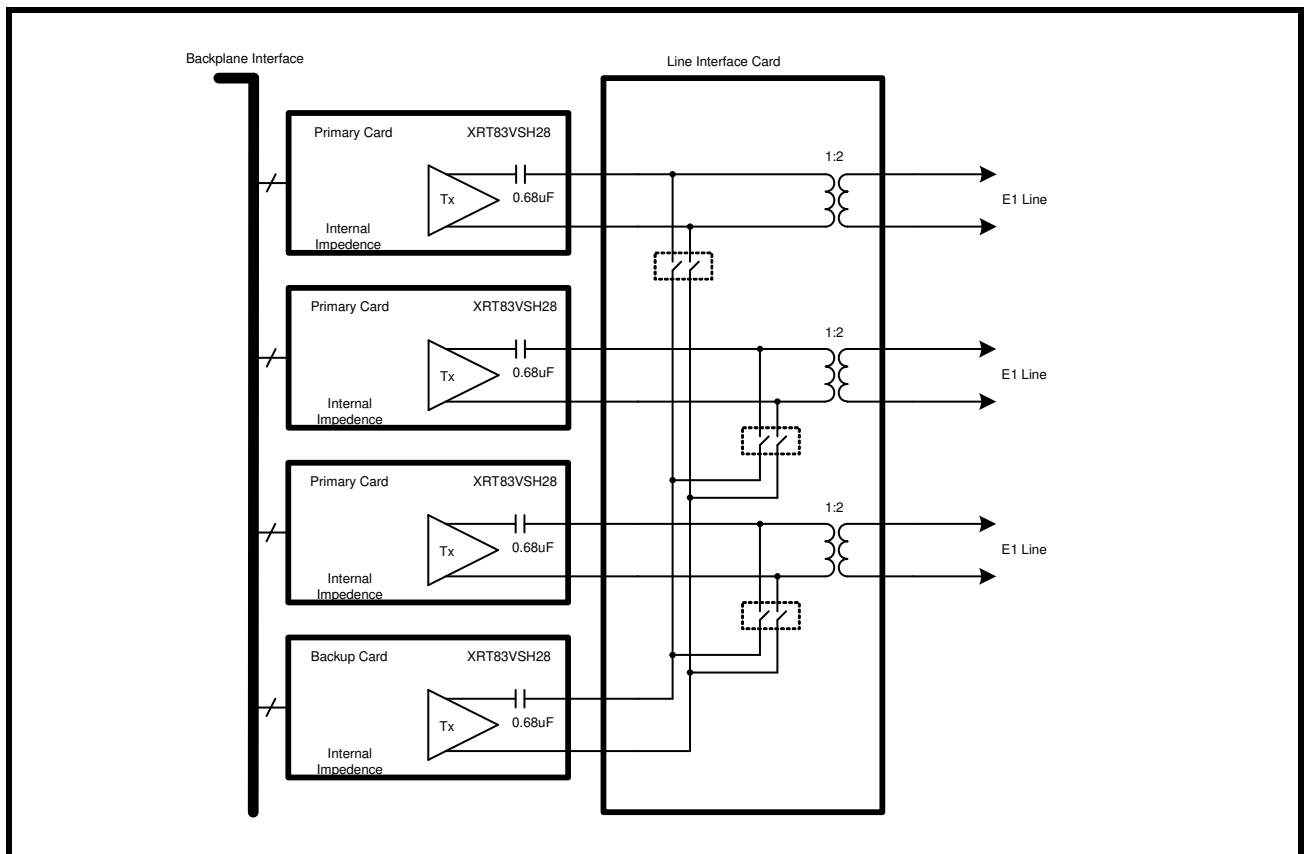 Backplane Interface
Line Interface Card
Primary Card XRT83VSH28
Tx
0.68uF
Internal
Impedence
1:2
E1 Line
Primary Card XRT83VSH28
Tx
0.68uF
Internal
Impedence
1:2
E1 Line
Primary Card XRT83VSH28
Tx
0.68uF
Internal
Impedence
1:2
E1 Line
Backup Card XRT83VSH28
Tx
0.68uF
Internal
Impedence